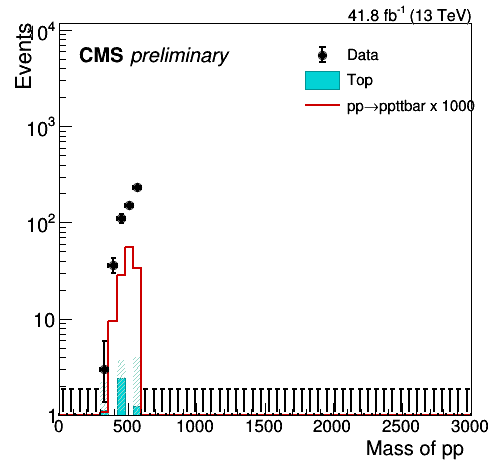 41.8 fb⁻¹ (13 TeV)
Events
CMS preliminary
Data
Top
pp→ppttbar x 1000
10⁴
10³
10²
10
1
0 500 1000 1500 2000 2500 3000
Mass of pp